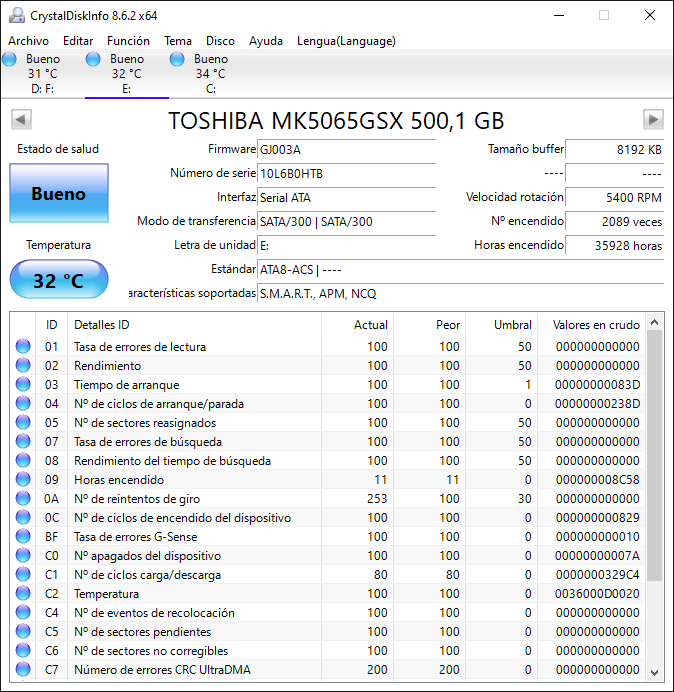 CrystalDiskInfo 8.6.2 x64
Archivo Editar Función Tema Disco Ayuda Lengua(Language)
Bueno Bueno Bueno
31 °C 32 °C 34 °C
D: F: E: C:
TOSHIBA MK5065GSX 500,1 GB
Estado de salud
Bueno
Temperatura
32 °C
Firmware GJ003A Tamaño buffer 8192 KB
Número de serie 10L6B0HTB ---- ----
Interfaz Serial ATA Velocidad rotación 5400 RPM
Modo de transferencia SATA/300 | SATA/300 Nº encendido 2089 veces
Letra de unidad E: Horas encendido 35928 horas
Estándar ATA8-ACS | ----
aracterísticas soportadas S.M.A.R.T., APM, NCQ
ID Detalles ID Actual Peor Umbral Valores en crudo
01 Tasa de errores de lectura 100 100 50 000000000000
02 Rendimiento 100 100 50 000000000000
03 Tiempo de arranque 100 100 1 00000000083D
04 Nº de ciclos de arranque/parada 100 100 0 00000000238D
05 Nº de sectores reasignados 100 100 50 000000000000
07 Tasa de errores de búsqueda 100 100 50 000000000000
08 Rendimiento del tiempo de búsqueda 100 100 50 000000000000
09 Horas encendido 11 11 0 000000008C58
0A Nº de reintentos de giro 253 100 30 000000000000
0C Nº de ciclos de encendido del dispositivo 100 100 0 000000000829
BF Tasa de errores G-Sense 100 100 0 000000000010
C0 Nº apagados del dispositivo 100 100 0 00000000007A
C1 Nº de ciclos carga/descarga 80 80 0 0000000329C4
C2 Temperatura 100 100 0 0036000D0020
C4 Nº de eventos de recolocación 100 100 0 000000000000
C5 Nº de sectores pendientes 100 100 0 000000000000
C6 Nº de sectores no corregibles 100 100 0 000000000000
C7 Número de errores CRC UltraDMA 200 200 0 000000000000